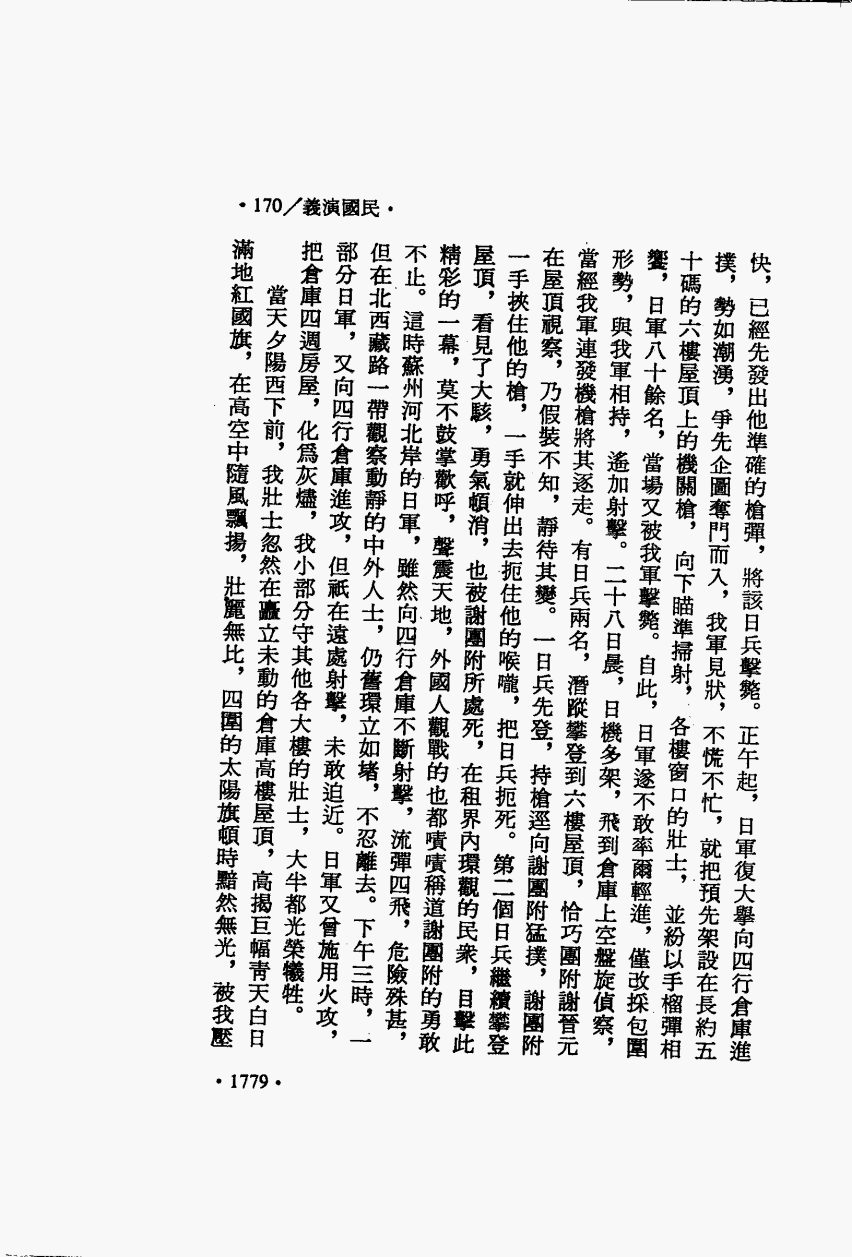 ・170／義演國民・
快，已經先發出他準確的槍彈，將該日兵擊斃。正午起，日軍復大舉向四行倉庫進
撲，勢如潮湧，爭先企圖奪門而入，我軍見狀，不慌不忙，就把預先架設在長約五
十碼的六樓屋頂上的機關槍，向下瞄準掃射，各樓窗口的壯士，並紛以手榴彈相
饗，日軍八十餘名，當場又被我軍擊斃。自此，日軍遂不敢率爾輕進，僅改採包圍
形勢，與我軍相持，遙加射擊。二十八日晨，日機多架，飛到倉庫上空盤旋偵察，
當經我軍連發機槍將其逐走。有日兵兩名，潛蹤攀登到六樓屋頂，恰巧團附謝晉元
在屋頂視察，乃假裝不知，靜待其變。一日兵先登，持槍逕向謝團附猛撲，謝團附
一手挾住他的槍，一手就伸出去扼住他的喉嚨，把日兵扼死。第二個日兵繼續攀登
屋頂，看見了大駭，勇氣頓消，也被謝團附所處死，在租界內環觀的民衆，目擊此
精彩的一幕，莫不鼓掌歡呼，聲震天地，外國人觀戰的也都嘖嘖稱道謝團附的勇敢
不止。這時蘇州河北岸的日軍，雖然向四行倉庫不斷射擊，流彈四飛，危險殊甚，
但在北西藏路一帶觀察動靜的中外人士，仍舊環立如堵，不忍離去。下午三時，一
部分日軍，又向四行倉庫進攻，但祇在遠處射擊，未敢迫近。日軍又曾施用火攻，
把倉庫四週房屋，化爲灰燼，我小部分守其他各大樓的壯士，大半都光榮犧牲。
當天夕陽西下前，我壯士忽然在矗立未動的倉庫高樓屋頂，高揭巨幅靑天白日
滿地紅國旗，在高空中隨風飄揚，壯麗無比，四圍的太陽旗頓時黯然無光，被我壓
・1779・